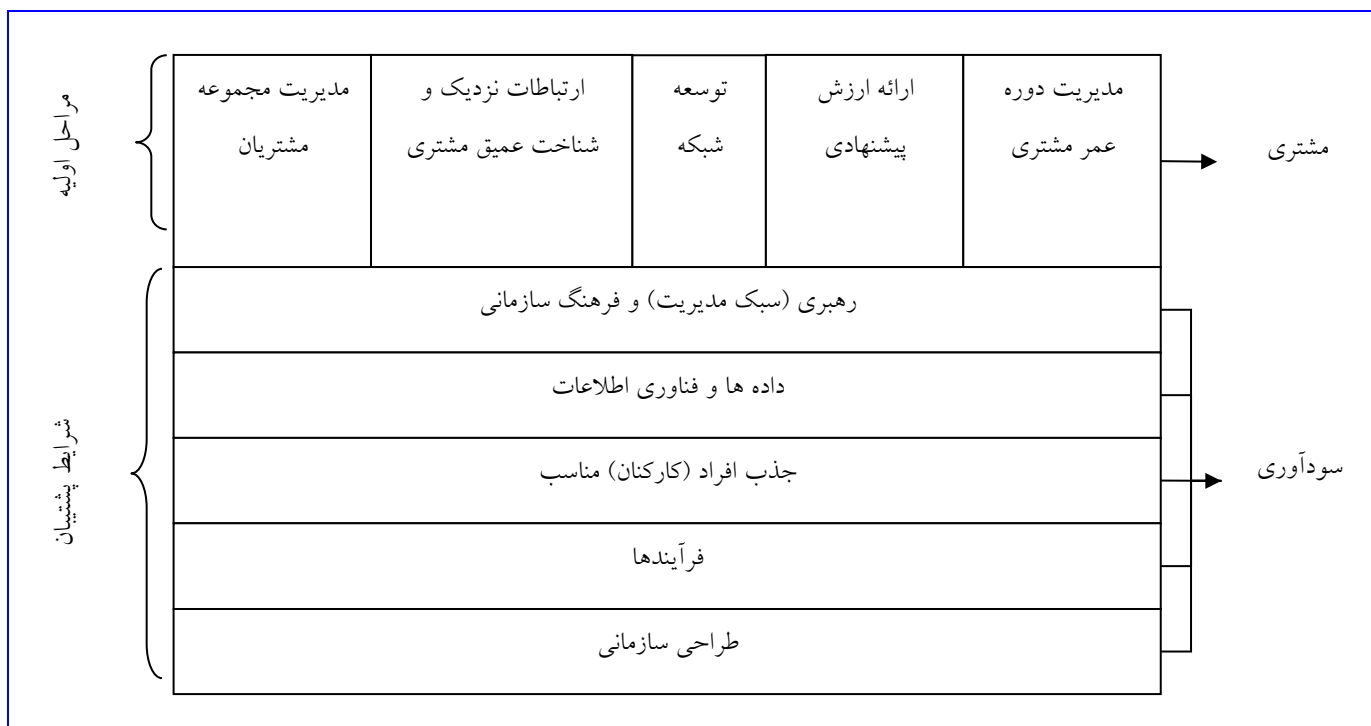 مراحل اولیه
مدیریت مجموعه
مشتریان
ارتباطات نزدیک و
شناخت عمیق مشتری
توسعه
شبکه
ارائه ارزش
پیشنهادی
مدیریت دوره
عمر مشتری
مشتری
شرایط پشتیبان
رهبری (سبک مدیریت) و فرهنگ سازمانی
داده ها و فناوری اطلاعات
جذب افراد (کارکنان) مناسب
فرآیندها
طراحی سازمانی
سودآوری